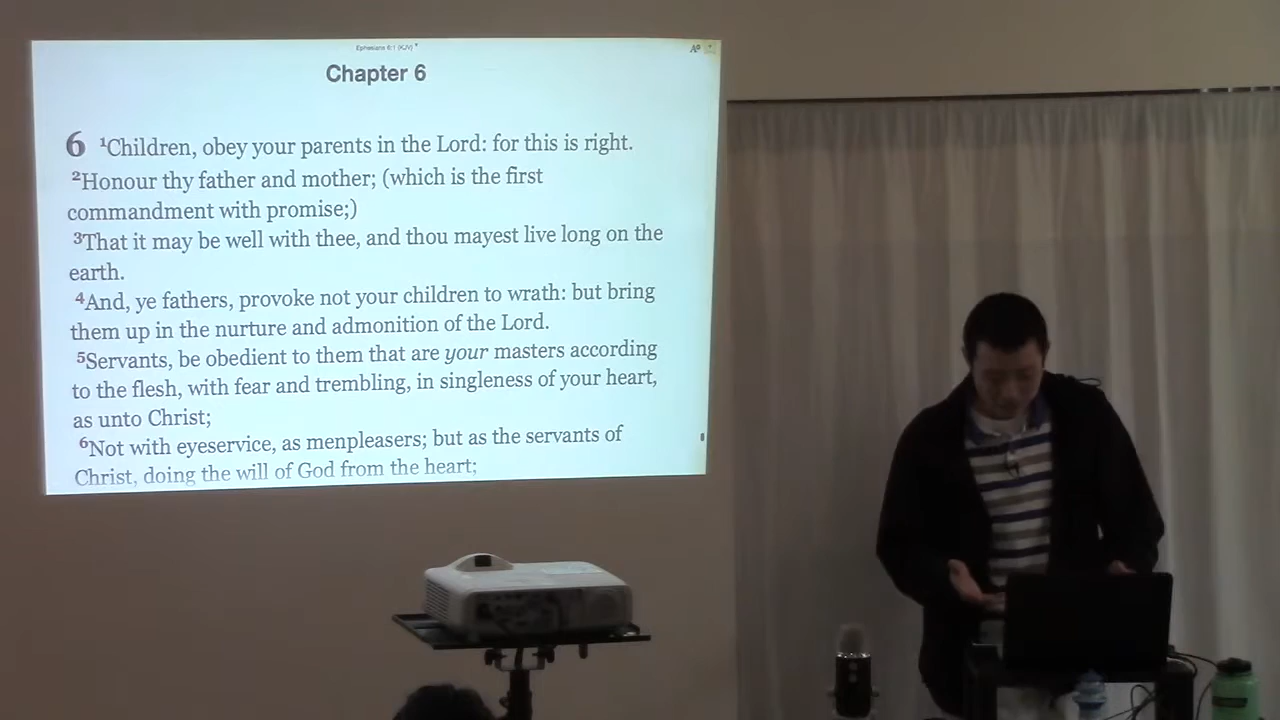 Ephesians 6:1 (KJV)
Chapter 6
6 ¹Children, obey your parents in the Lord: for this is right.
²Honour thy father and mother; (which is the first
commandment with promise;)
³That it may be well with thee, and thou mayest live long on the
earth.
⁴And, ye fathers, provoke not your children to wrath: but bring
them up in the nurture and admonition of the Lord.
⁵Servants, be obedient to them that are your masters according
to the flesh, with fear and trembling, in singleness of your heart,
as unto Christ;
⁶Not with eyeservice, as menpleasers; but as the servants of
Christ, doing the will of God from the heart;